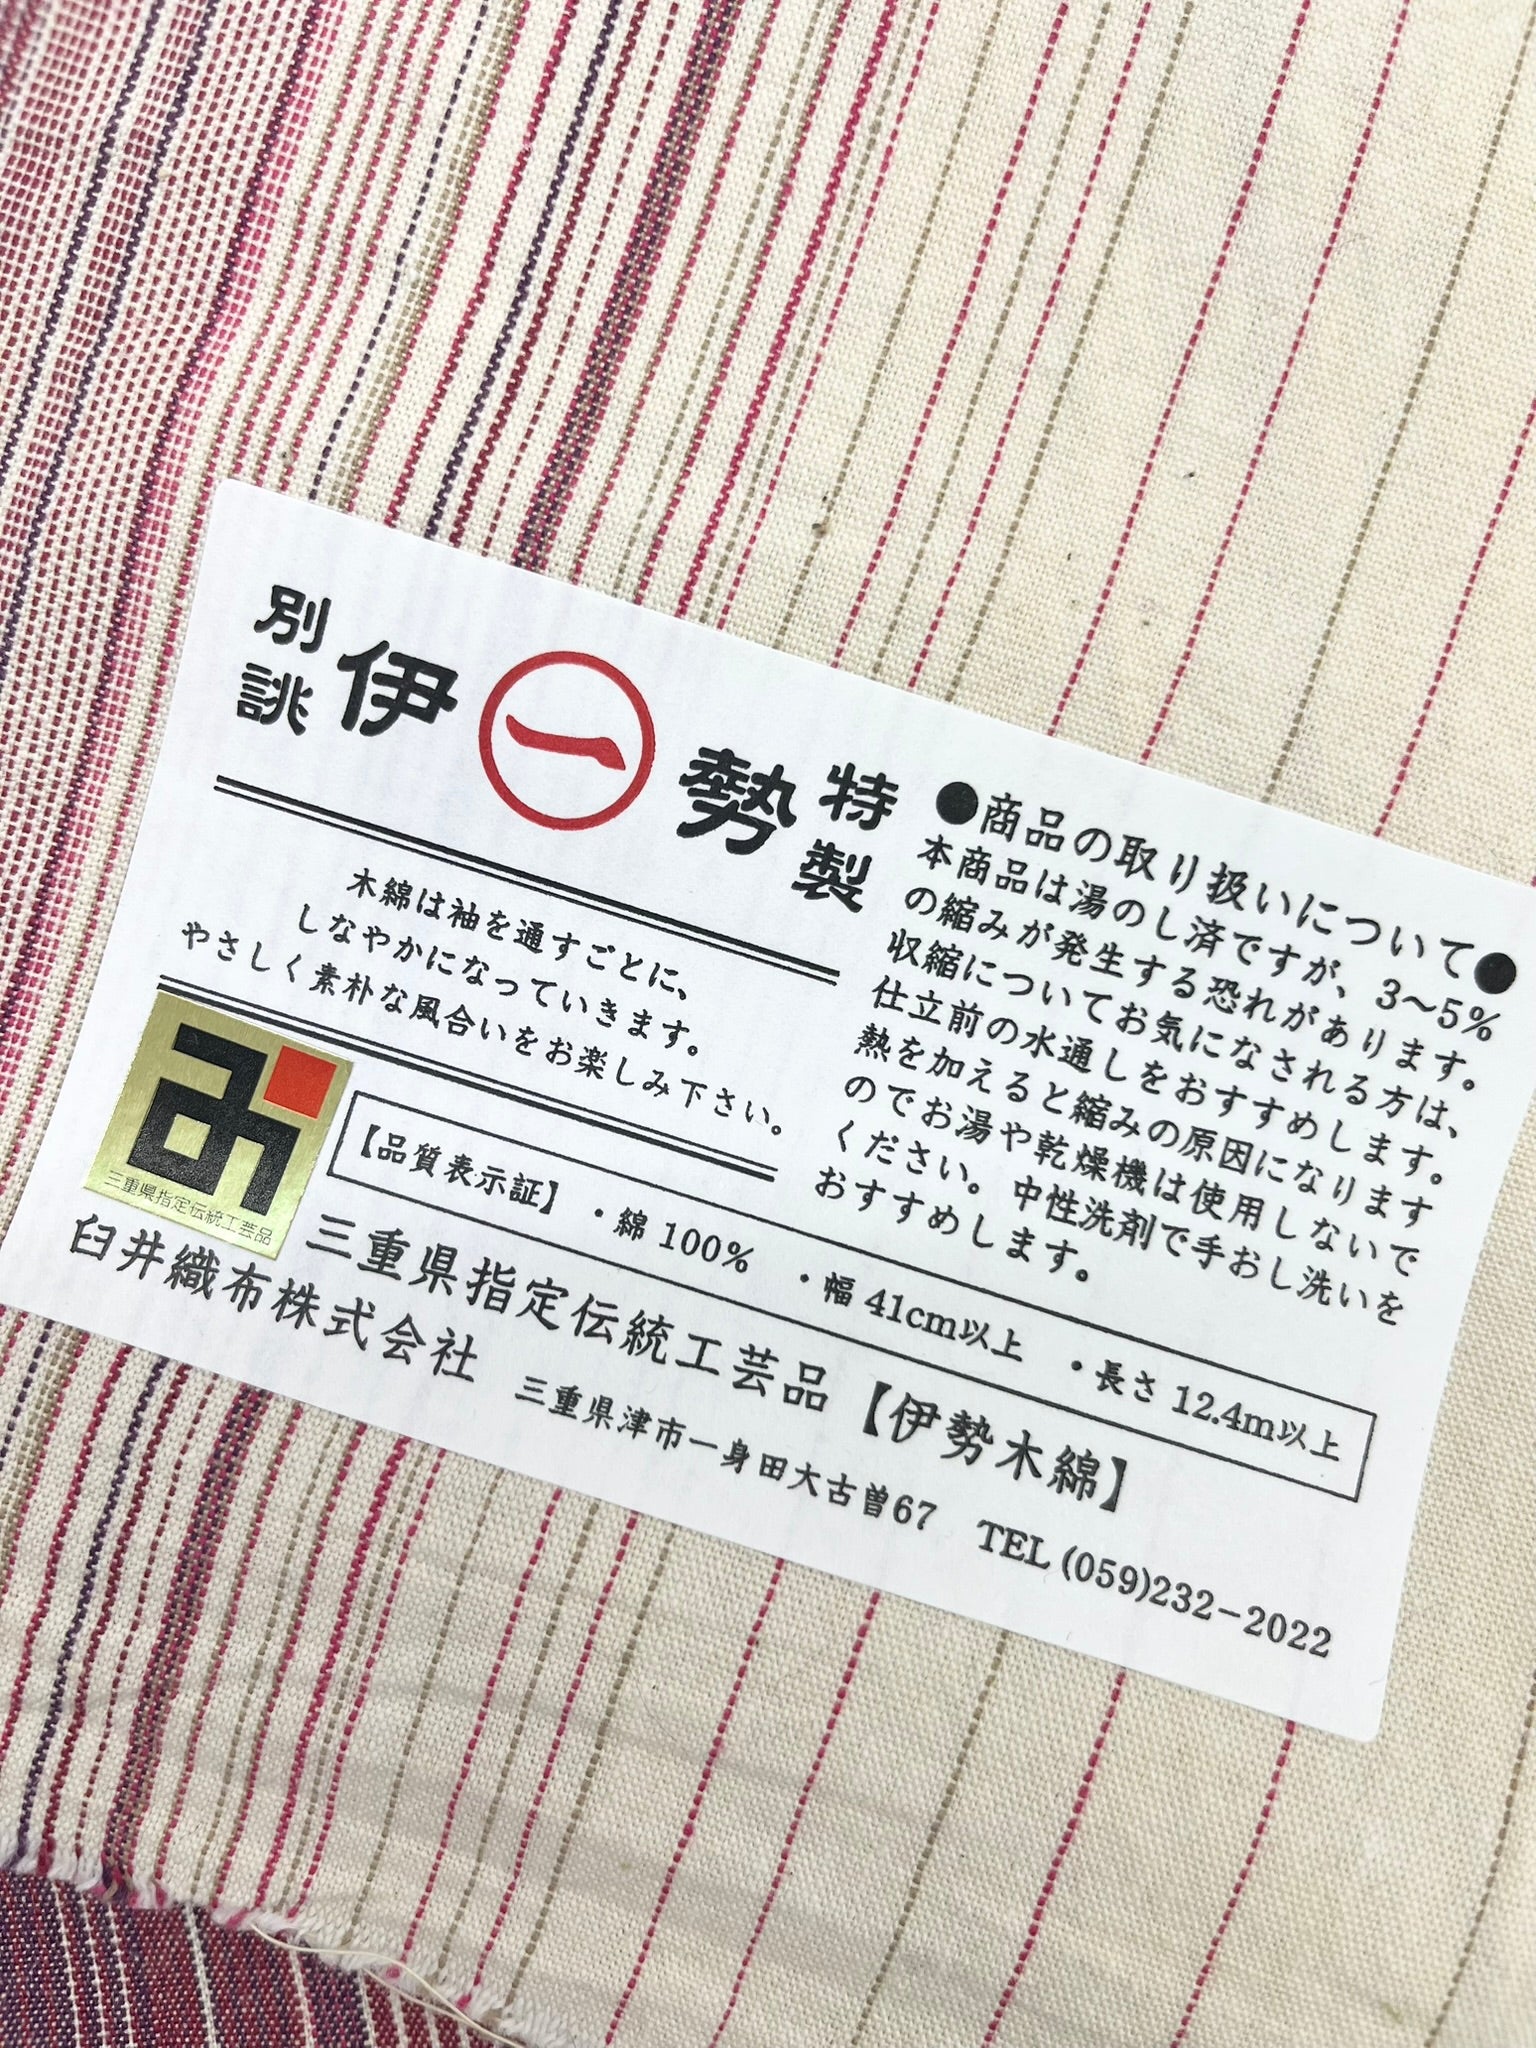 別誂 伊 一 勢 特製
木綿は袖を通すごとに、
しなやかになっていきます。
やさしく素朴な風合いをお楽しみ下さい。
●商品の取り扱いについて●
本商品は湯のし済ですが、3〜5%
の縮みが発生する恐れがあります。
収縮についてお気になされる方は、
仕立前の水通しをおすすめします。
熱を加えると縮みの原因になります
のでお湯や乾燥機は使用しないで
ください。中性洗剤で手おし洗いを
おすすめします。
三重県指定伝統工芸品
【品質表示証】 ・綿 100% ・幅 41cm以上 ・長さ 12.4m以上
三重県指定伝統工芸品【伊勢木綿】
臼井織布株式会社 三重県津市一身田大古曽67 TEL (059)232-2022